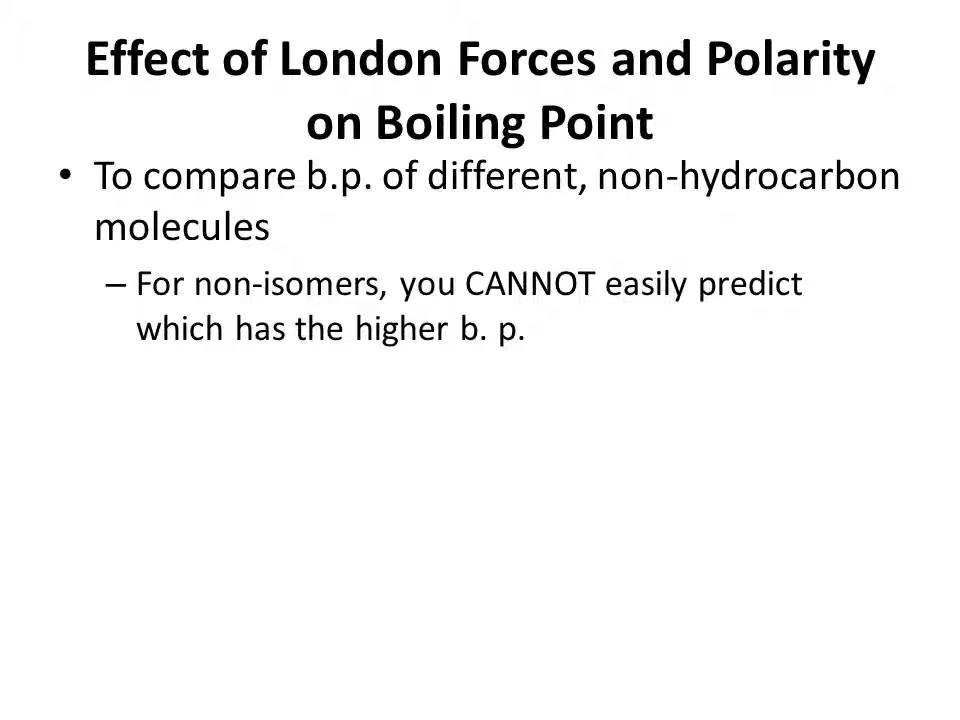 Effect of London Forces and Polarity
on Boiling Point
• To compare b.p. of different, non-hydrocarbon
molecules
– For non-isomers, you CANNOT easily predict
which has the higher b. p.